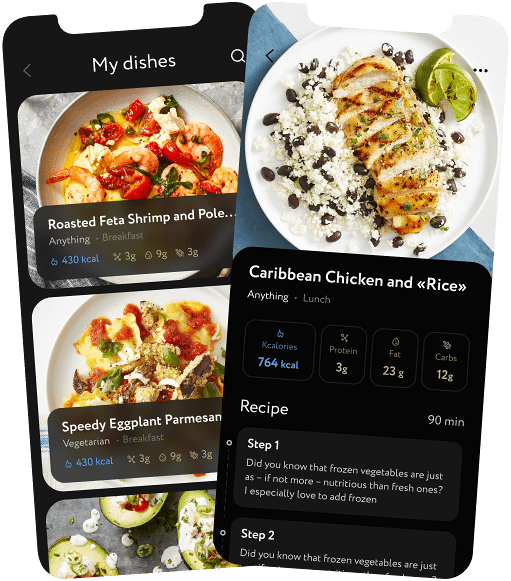 My dishes
Roasted Feta Shrimp and Pole...
Anything • Breakfast
430 kcal 3g 9g 3g
Speedy Eggplant Parmesan
Vegetarian • Breakfast
430 kcal 3g 9g 3g
Caribbean Chicken and «Rice»
Anything • Lunch
Kcalories Protein Fat Carbs
764 kcal 3g 23 g 12g
Recipe 90 min
Step 1
Did you know that frozen vegetables are just
as – if not more – nutritious than fresh ones?
I especially love to add frozen
Step 2
Did you know that frozen vegetables are just